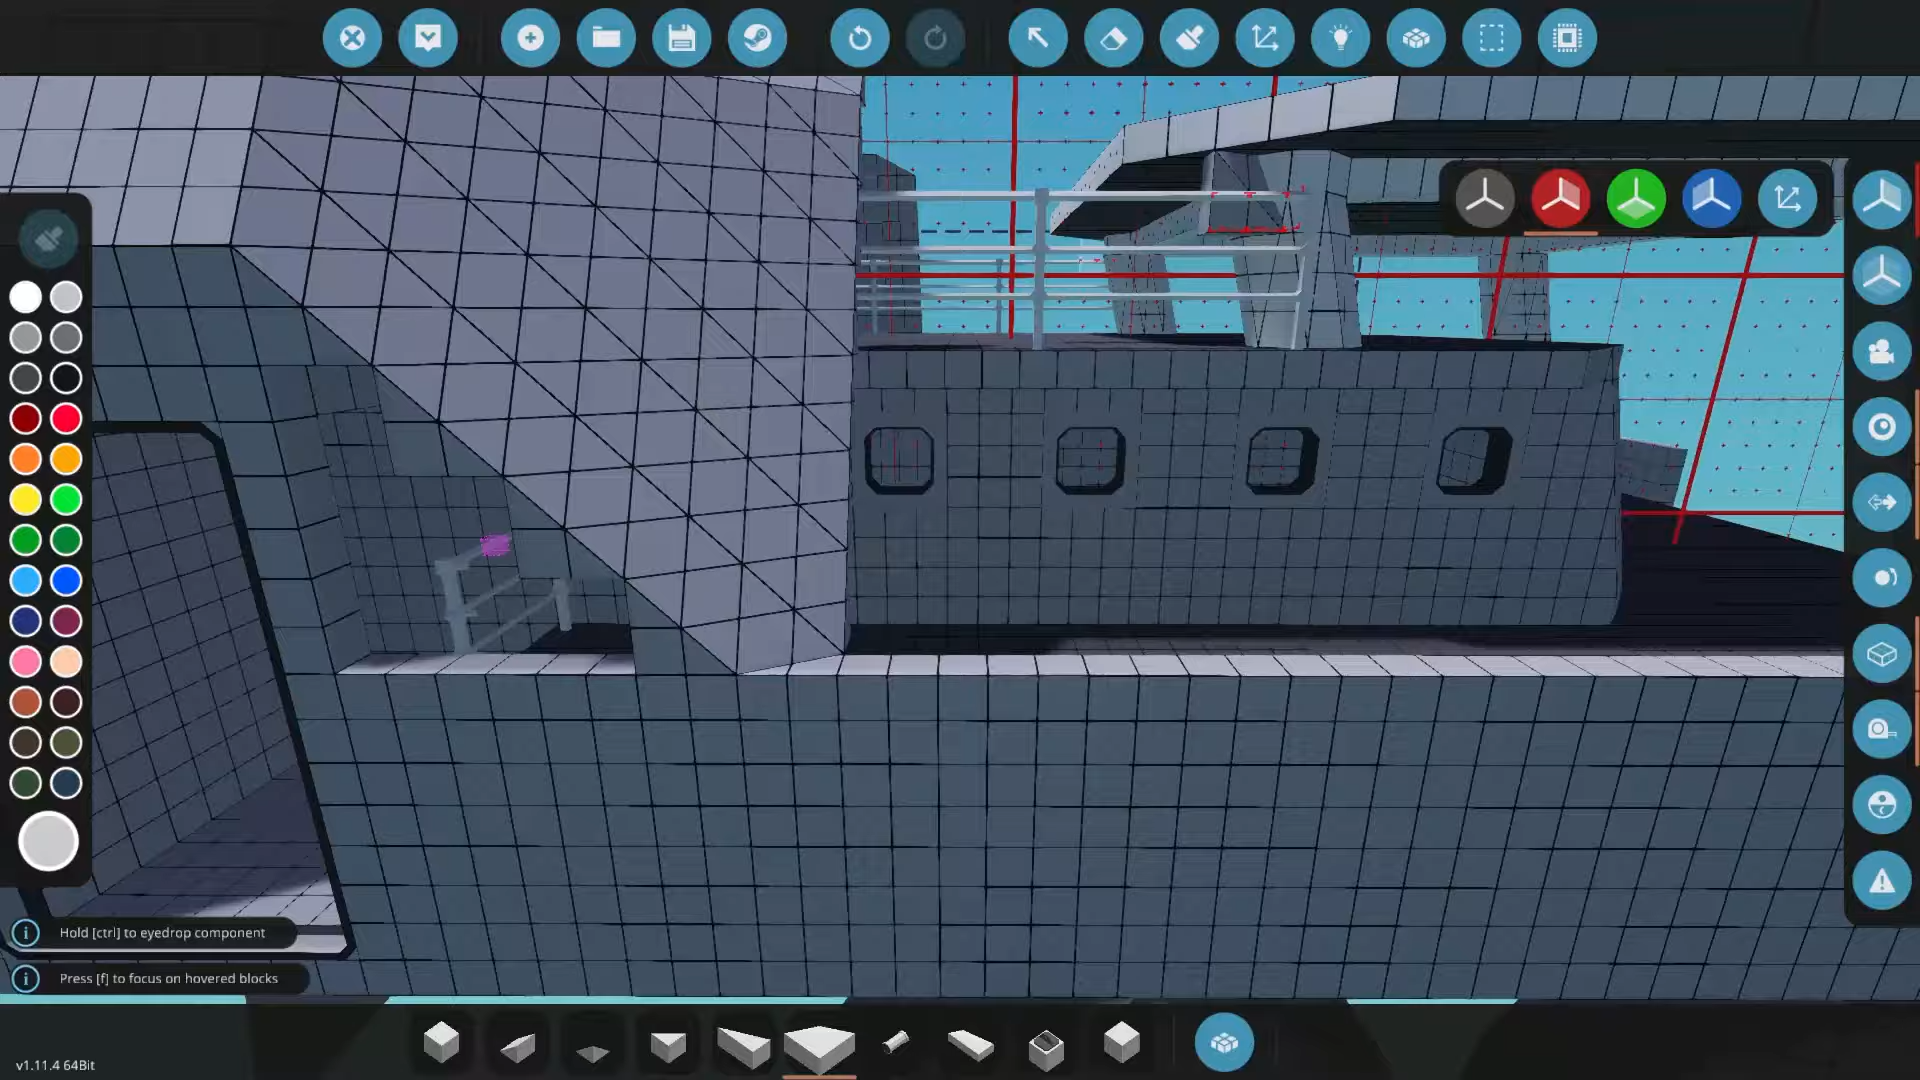 Hold [ctrl] to eyedrop component
Press [f] to focus on hovered blocks
v1.11.4 64Bit